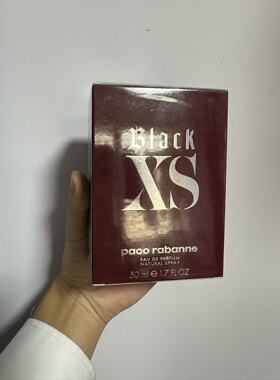 Black
XS
paco rabanne
EAU DE PARFUM
NATURAL SPRAY
50 ml ℮ 1.7 FL OZ